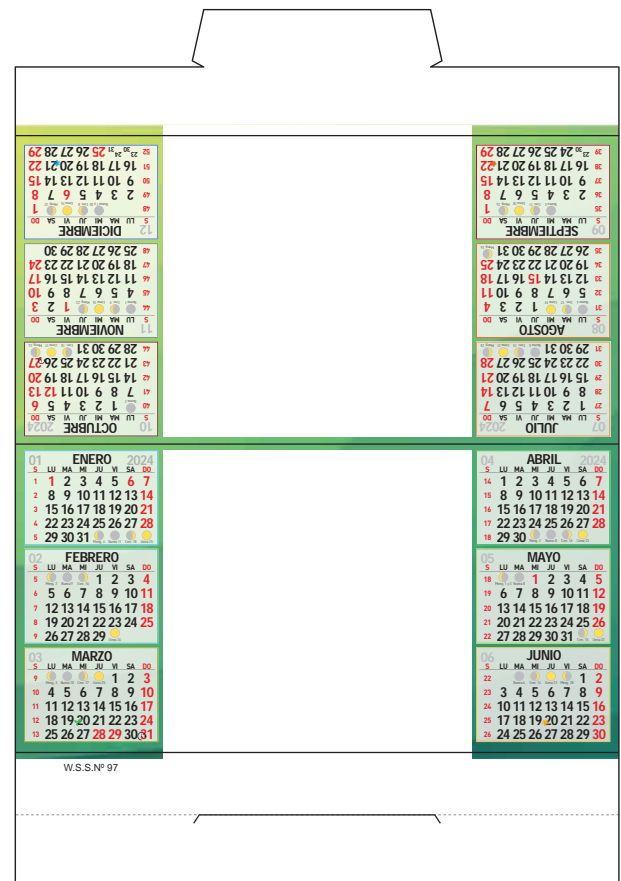 07 JULIO 2024
S LU MA MI JU VI SA DO
27 1 2 3 4 5 6 7
28 8 9 10 11 12 13 14
29 15 16 17 18 19 20 21
30 22 23 24 25 26 27 28
31 29 30 31
08 AGOSTO
S LU MA MI JU VI SA DO
31 1 2 3 4
32 5 6 7 8 9 10 11
33 12 13 14 15 16 17 18
34 19 20 21 22 23 24 25
35 26 27 28 29 30 31
09 SEPTIEMBRE
S LU MA MI JU VI SA DO
35 1
36 2 3 4 5 6 7 8
37 9 10 11 12 13 14 15
38 16 17 18 19 20 21 22
39 23 30 24 25 26 27 28 29
10 OCTUBRE 2024
S LU MA MI JU VI SA DO
40 1 2 3 4 5 6
41 7 8 9 10 11 12 13
42 14 15 16 17 18 19 20
43 21 22 23 24 25 26 27
44 28 29 30 31
11 NOVIEMBRE
S LU MA MI JU VI SA DO
44 1 2 3
45 4 5 6 7 8 9 10
46 11 12 13 14 15 16 17
47 18 19 20 21 22 23 24
48 25 26 27 28 29 30
12 DICIEMBRE
S LU MA MI JU VI SA DO
48 1
49 2 3 4 5 6 7 8
50 9 10 11 12 13 14 15
51 16 17 18 19 20 21 22
52 23 30 24 31 25 26 27 28 29
01 ENERO 2024
S LU MA MI JU VI SA DO
1 1 2 3 4 5 6 7
2 8 9 10 11 12 13 14
3 15 16 17 18 19 20 21
4 22 23 24 25 26 27 28
5 29 30 31
02 FEBRERO
S LU MA MI JU VI SA DO
5 1 2 3 4
6 5 6 7 8 9 10 11
7 12 13 14 15 16 17 18
8 19 20 21 22 23 24 25
9 26 27 28 29
03 MARZO
S LU MA MI JU VI SA DO
9 1 2 3
10 4 5 6 7 8 9 10
11 11 12 13 14 15 16 17
12 18 19 20 21 22 23 24
13 25 26 27 28 29 30 31
04 ABRIL 2024
S LU MA MI JU VI SA DO
14 1 2 3 4 5 6 7
15 8 9 10 11 12 13 14
16 15 16 17 18 19 20 21
17 22 23 24 25 26 27 28
18 29 30
05 MAYO
S LU MA MI JU VI SA DO
18 1 2 3 4 5
19 6 7 8 9 10 11 12
20 13 14 15 16 17 18 19
21 20 21 22 23 24 25 26
22 27 28 29 30 31
06 JUNIO
S LU MA MI JU VI SA DO
22 1 2
23 3 4 5 6 7 8 9
24 10 11 12 13 14 15 16
25 17 18 19 20 21 22 23
26 24 25 26 27 28 29 30
W.S.S.Nº 97